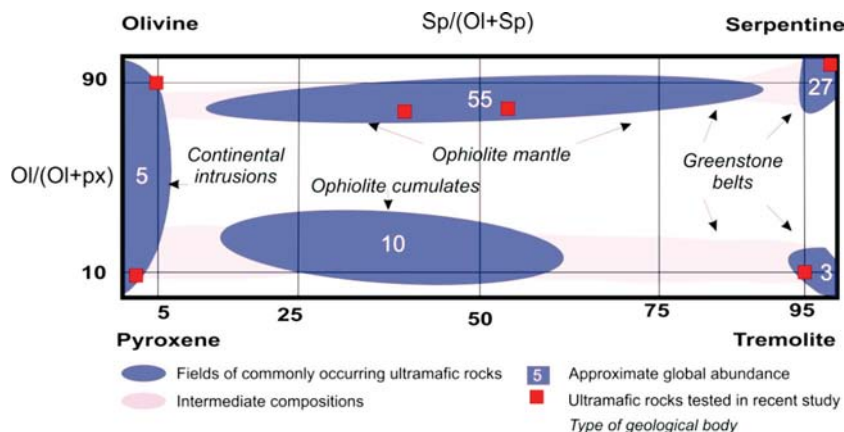 Olivine Sp/(Ol+Sp) Serpentine
90
55
27
Ol/(Ol+px)
5
Continental
intrusions
Ophiolite mantle
Ophiolite cumulates
Greenstone
belts
10
10
3
5 25 50 75 95
Pyroxene Tremolite
Fields of commonly occurring ultramafic rocks
5 Approximate global abundance
Intermediate compositions
Ultramafic rocks tested in recent study
Type of geological body